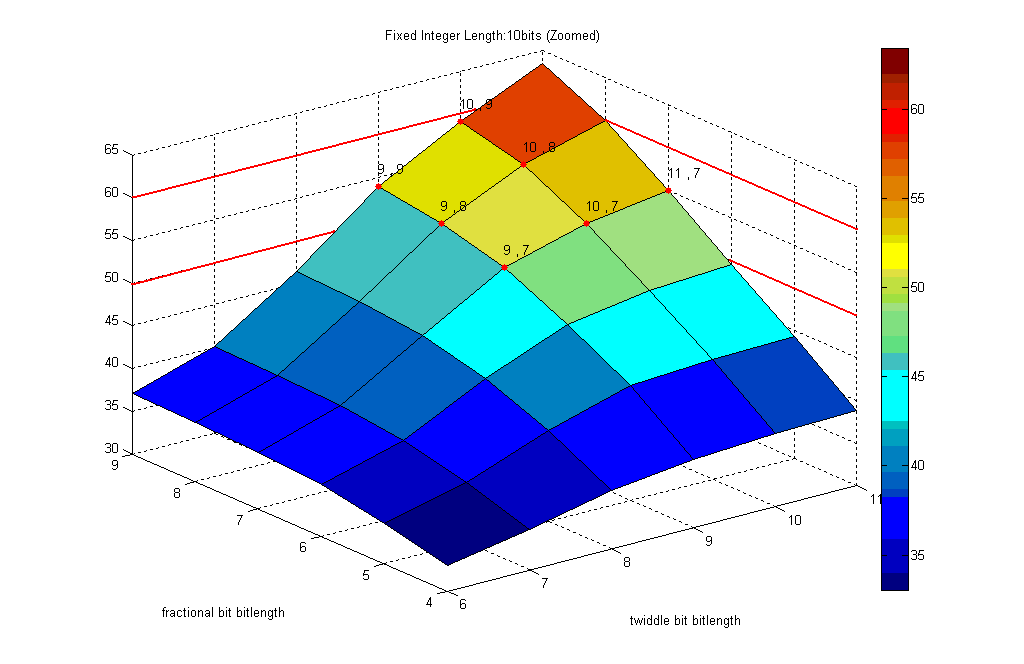 Fixed Integer Length:10bits (Zoomed)
10 , 9
10 , 8
9 , 9
11 , 7
9 , 8
10 , 7
9 , 7
65
60
55
50
45
40
35
30
9
8
7
6
5
4
6
7
8
9
10
11
fractional bit bitlength
twiddle bit bitlength
60
55
50
45
40
35